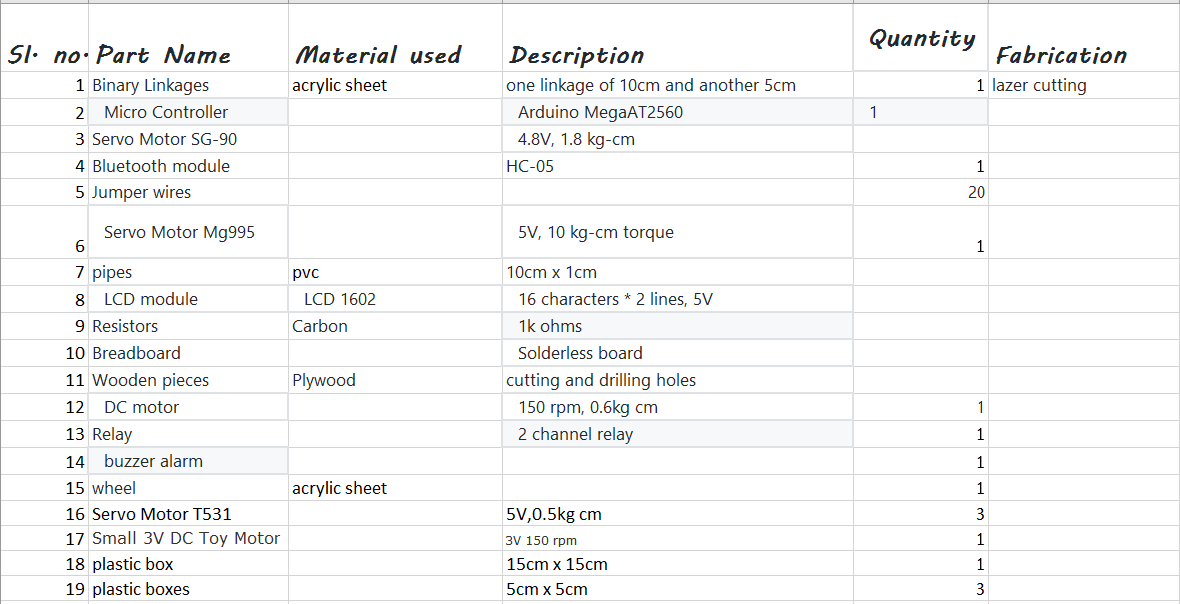 Sl. no. Part Name Material used Description Quantity Fabrication
1 Binary Linkages acrylic sheet one linkage of 10cm and another 5cm 1 lazer cutting
2 Micro Controller Arduino MegaAT2560 1
3 Servo Motor SG-90 4.8V, 1.8 kg-cm
4 Bluetooth module HC-05 1
5 Jumper wires 20
6 Servo Motor Mg995 5V, 10 kg-cm torque 1
7 pipes pvc 10cm x 1cm
8 LCD module LCD 1602 16 characters * 2 lines, 5V
9 Resistors Carbon 1k ohms
10 Breadboard Solderless board
11 Wooden pieces Plywood cutting and drilling holes
12 DC motor 150 rpm, 0.6kg cm 1
13 Relay 2 channel relay 1
14 buzzer alarm 1
15 wheel acrylic sheet 1
16 Servo Motor T531 5V,0.5kg cm 3
17 Small 3V DC Toy Motor 3V 150 rpm 1
18 plastic box 15cm x 15cm 1
19 plastic boxes 5cm x 5cm 3